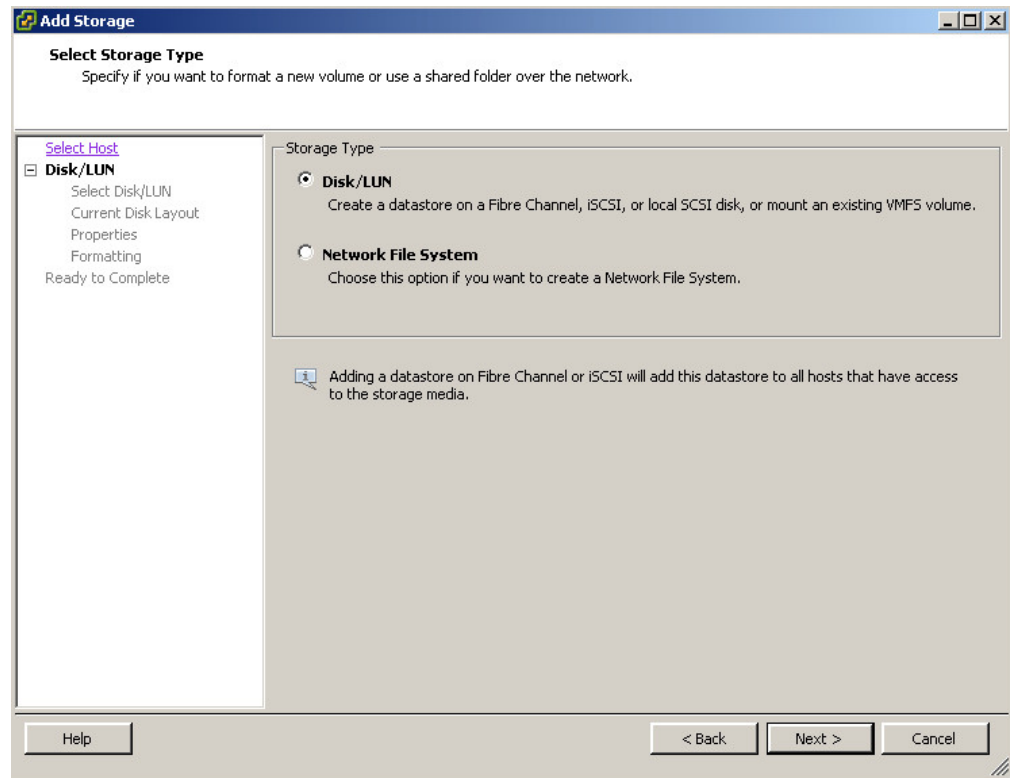 Add Storage
Select Storage Type
Specify if you want to format a new volume or use a shared folder over the network.
Select Host
Disk/LUN
Select Disk/LUN
Current Disk Layout
Properties
Formatting
Ready to Complete
Storage Type
Disk/LUN
Create a datastore on a Fibre Channel, iSCSI, or local SCSI disk, or mount an existing VMFS volume.
Network File System
Choose this option if you want to create a Network File System.
Adding a datastore on Fibre Channel or iSCSI will add this datastore to all hosts that have access
to the storage media.
Help
< Back
Next >
Cancel